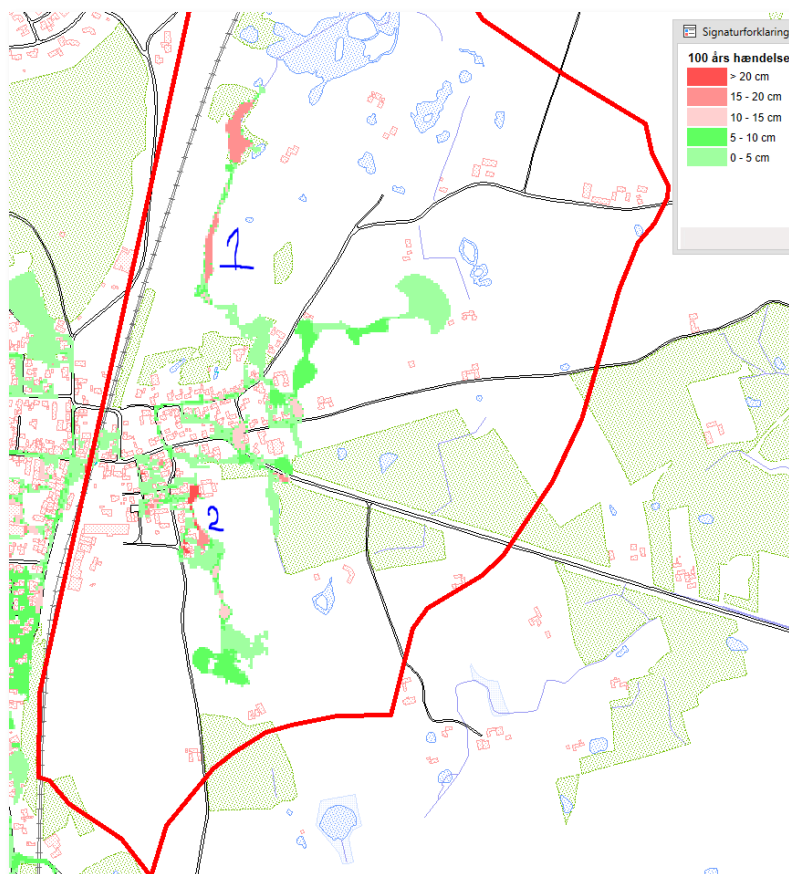 Signaturforklaring
100 års hændelse
> 20 cm
15 - 20 cm
10 - 15 cm
5 - 10 cm
0 - 5 cm
1
2